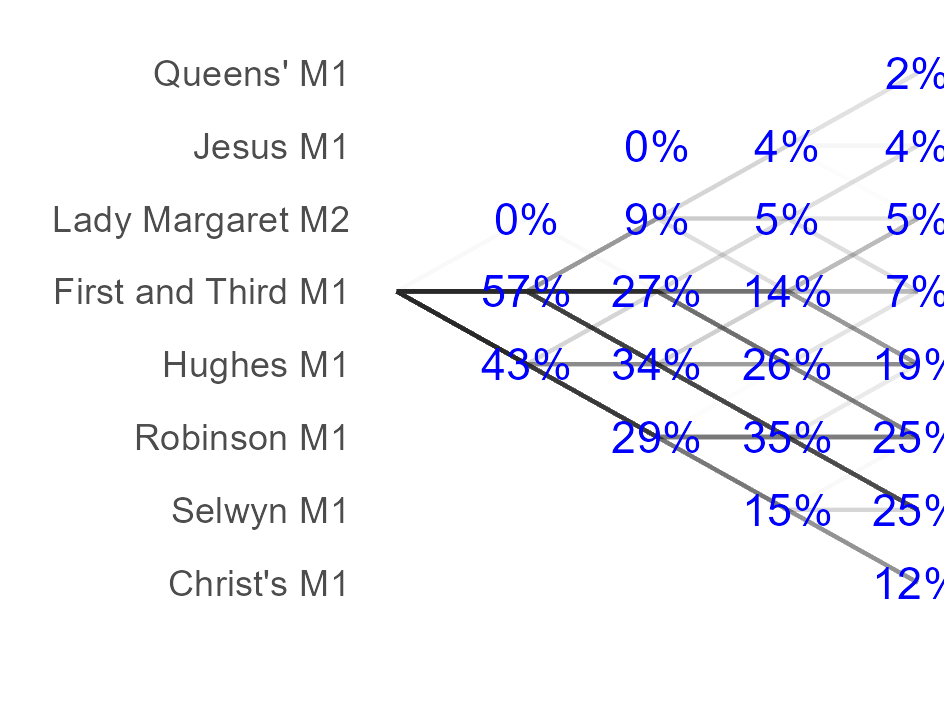 Queens' M1 2%
Jesus M1 0% 4% 4%
Lady Margaret M2 0% 9% 5% 5%
First and Third M1 57% 27% 14% 7%
Hughes M1 43% 34% 26% 19%
Robinson M1 29% 35% 25%
Selwyn M1 15% 25%
Christ's M1 12%